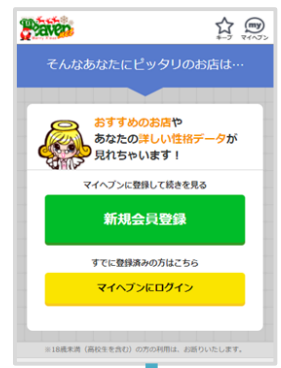 Heaven
キープ
my
マイヘブン
そんなあなたにピッタリのお店は…
おすすめのお店や
あなたの詳しい性格データが
見れちゃいます！
マイヘブンに登録して続きを見る
新規会員登録
すでに登録済みの方はこちら
マイヘブンにログイン
※18歳未満（高校生を含む）の方の利用は、お断りいたします。